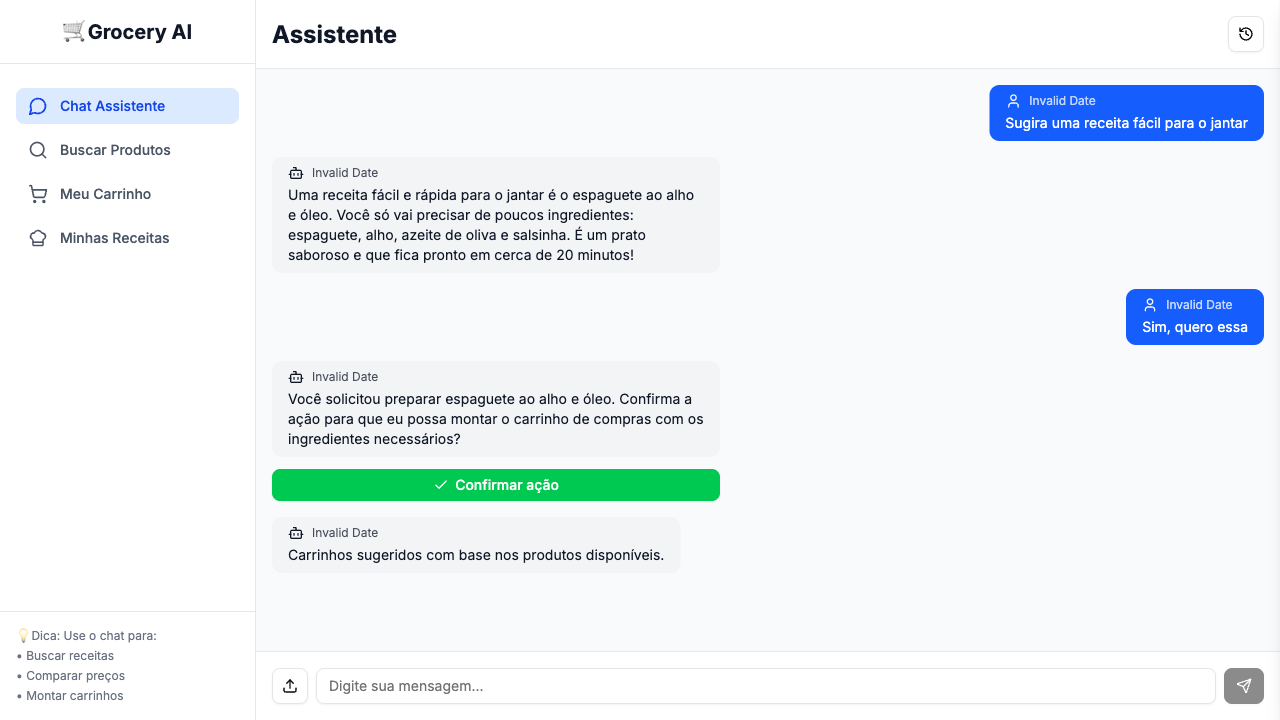 🛒Grocery AI
Chat Assistente
Buscar Produtos
Meu Carrinho
Minhas Receitas
💡Dica: Use o chat para:
• Buscar receitas
• Comparar preços
• Montar carrinhos
Assistente
Invalid Date
Sugira uma receita fácil para o jantar
Invalid Date
Uma receita fácil e rápida para o jantar é o espaguete ao alho
e óleo. Você só vai precisar de poucos ingredientes:
espaguete, alho, azeite de oliva e salsinha. É um prato
saboroso e que fica pronto em cerca de 20 minutos!
Invalid Date
Sim, quero essa
Invalid Date
Você solicitou preparar espaguete ao alho e óleo. Confirma a
ação para que eu possa montar o carrinho de compras com os
ingredientes necessários?
Confirmar ação
Invalid Date
Carrinhos sugeridos com base nos produtos disponíveis.
Digite sua mensagem...